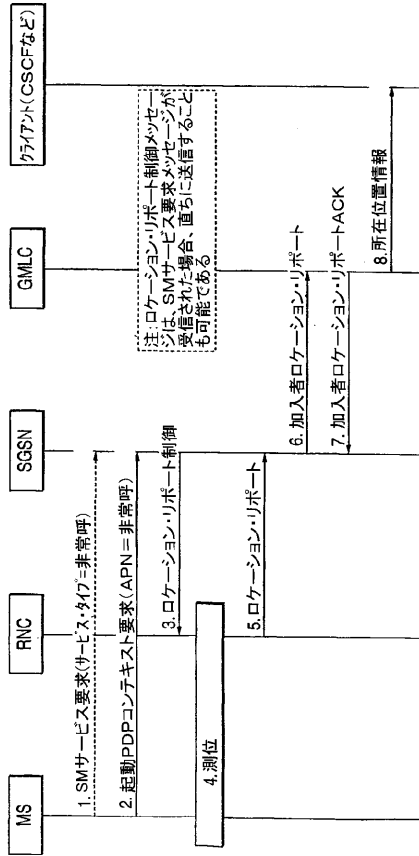 MS
RNC
SGSN
GMLC
クライアント(CSCFなど)
1. SMサービス要求(サービス・タイプ=非常呼)
2. 起動PDPコンテキスト要求(APN=非常呼)
3. ロケーション・リポート制御
注: ロケーション・リポート制御メッセー
ジは、SMサービス要求メッセージが
受信された場合、直ちに送信すること
も可能である
4. 測位
5. ロケーション・リポート
6. 加入者ロケーション・リポート
7. 加入者ロケーション・リポートACK
8. 所在位置情報